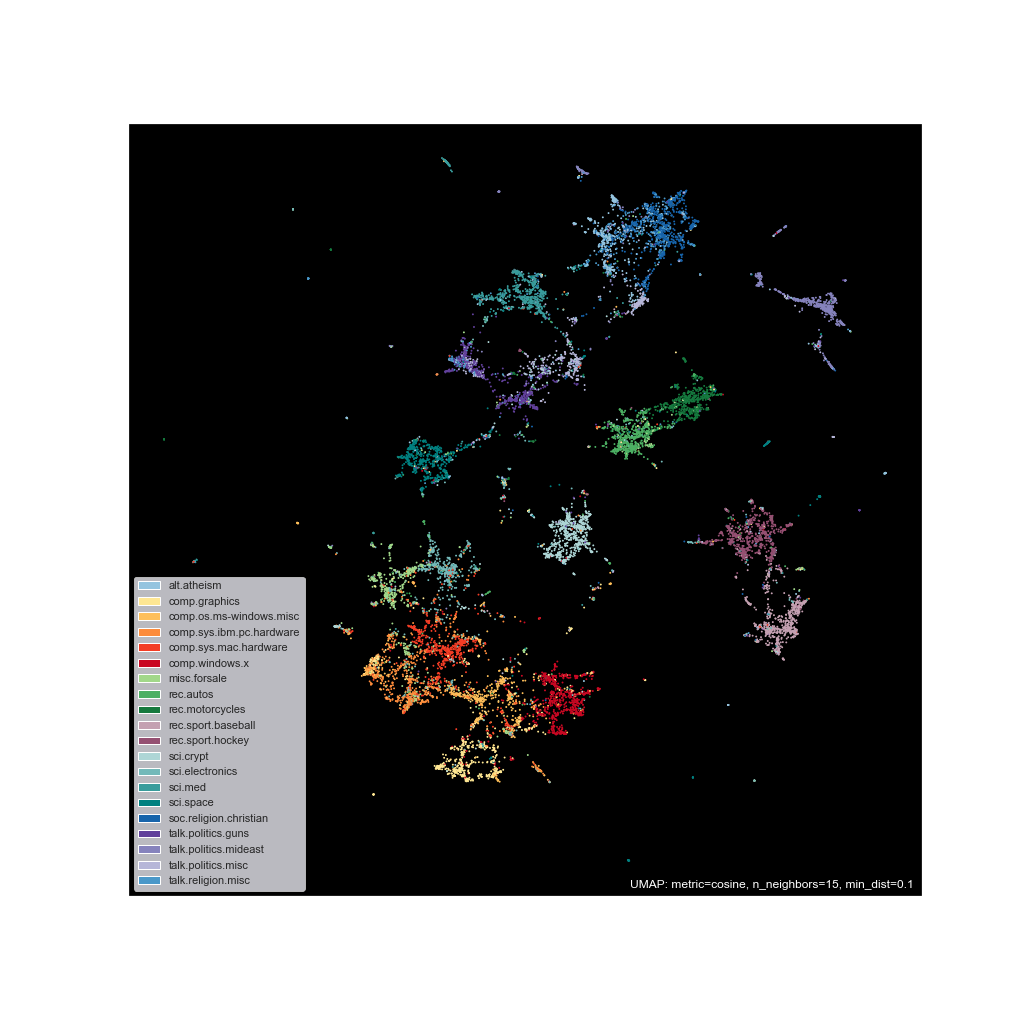 alt.atheism
comp.graphics
comp.os.ms-windows.misc
comp.sys.ibm.pc.hardware
comp.sys.mac.hardware
comp.windows.x
misc.forsale
rec.autos
rec.motorcycles
rec.sport.baseball
rec.sport.hockey
sci.crypt
sci.electronics
sci.med
sci.space
soc.religion.christian
talk.politics.guns
talk.politics.mideast
talk.politics.misc
talk.religion.misc
UMAP: metric=cosine, n_neighbors=15, min_dist=0.1